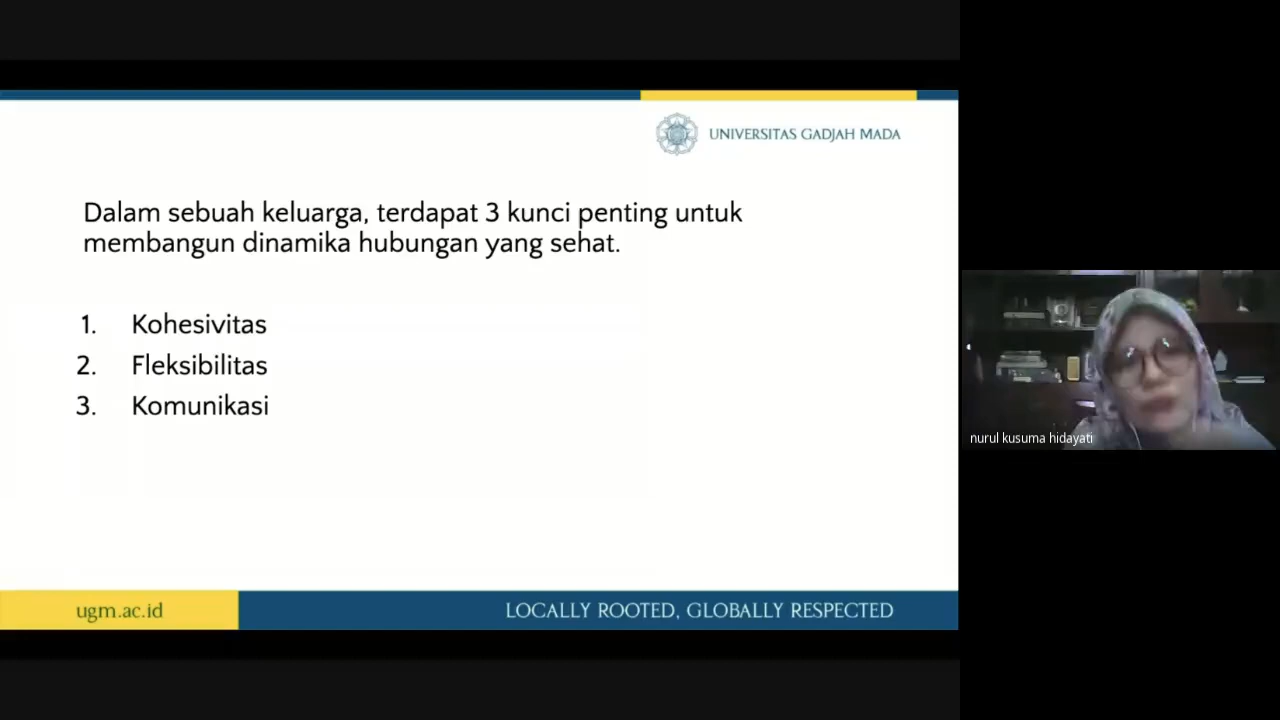 UNIVERSITAS GADJAH MADA
Dalam sebuah keluarga, terdapat 3 kunci penting untuk
membangun dinamika hubungan yang sehat.
1. Kohesivitas
2. Fleksibilitas
3. Komunikasi
nurul kusuma hidayati
ugm.ac.id
LOCALLY ROOTED, GLOBALLY RESPECTED